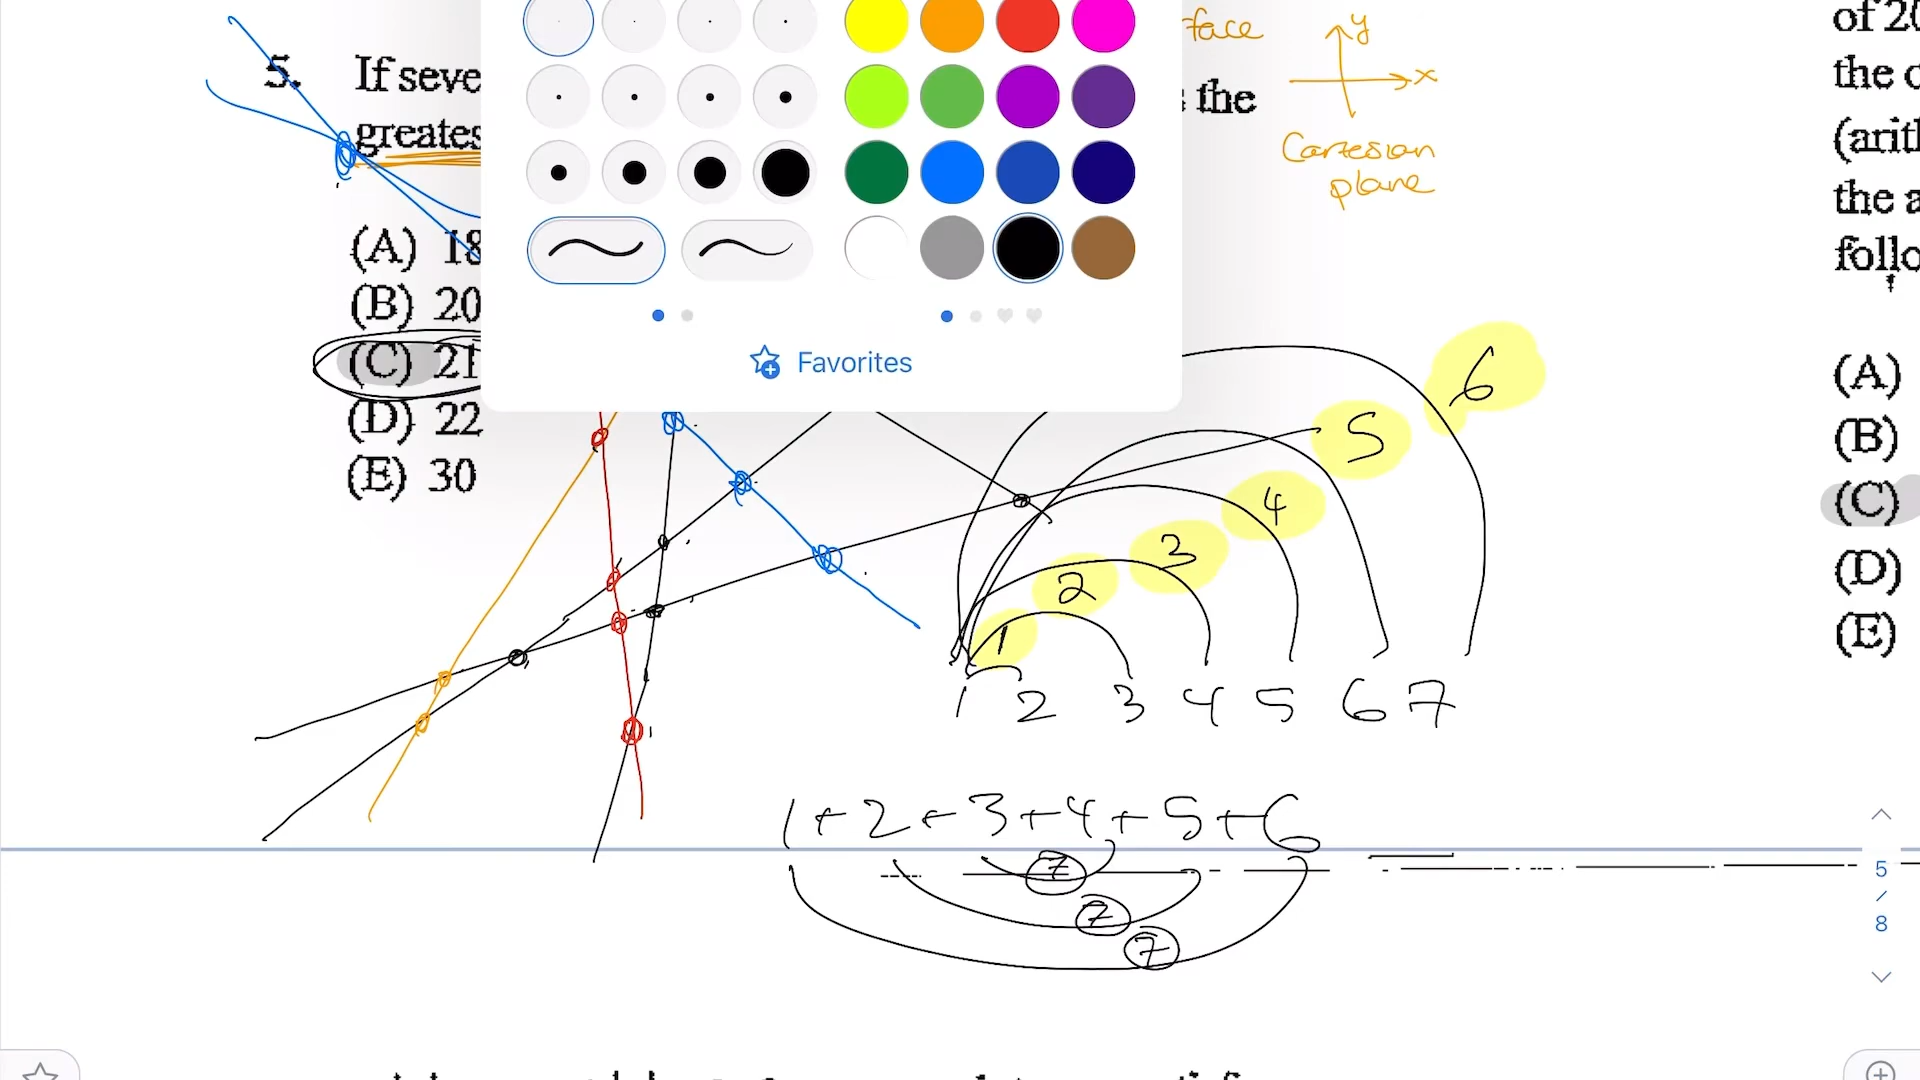 5. If seve
greates
(A) 18
(B) 20
(C) 21
(D) 22
(E) 30
Favorites
face
the
y
x
Cartesian
plane
of 20
the
(arit
the a
follo
(A)
(B)
(C)
(D)
(E)
6
5
4
3
2
1
1 2 3 4 5 6 7
1+2+3+4+5+6
7
7
7
5
/
8